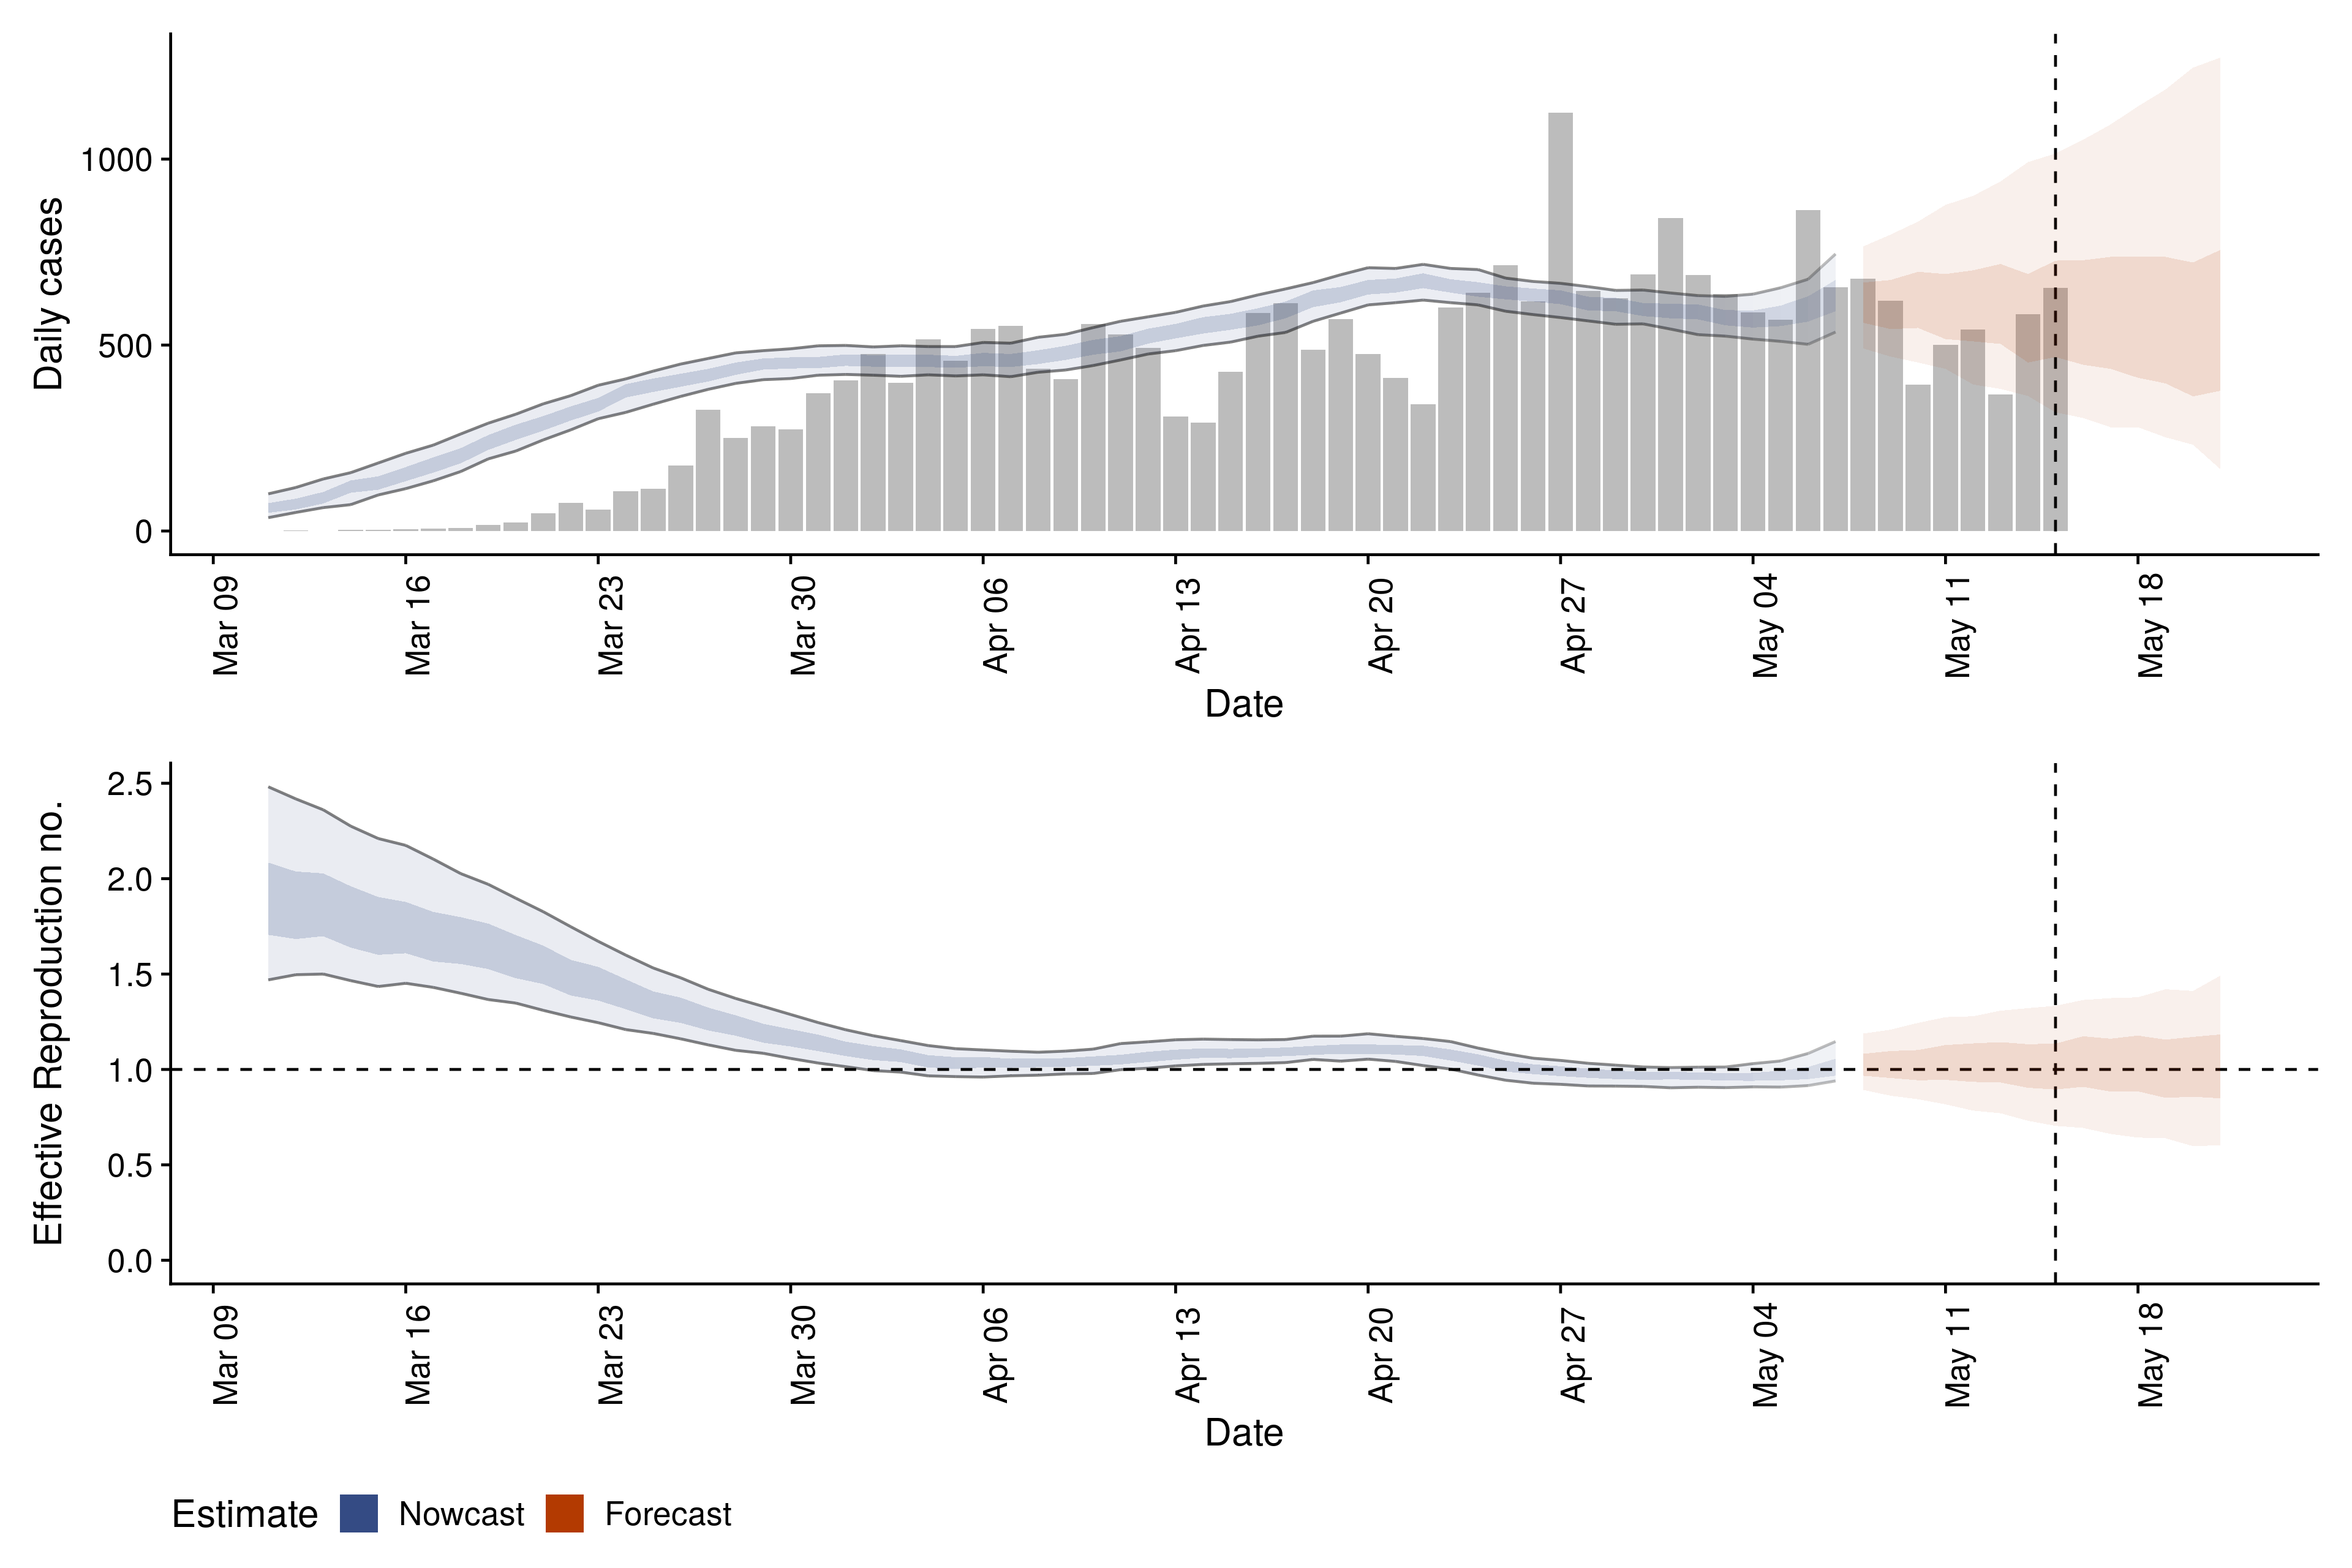 Daily cases
1000
500
0
Mar 09
Mar 16
Mar 23
Mar 30
Apr 06
Apr 13
Apr 20
Apr 27
May 04
May 11
May 18
Date
Effective Reproduction no.
2.5
2.0
1.5
1.0
0.5
0.0
Mar 09
Mar 16
Mar 23
Mar 30
Apr 06
Apr 13
Apr 20
Apr 27
May 04
May 11
May 18
Date
Estimate Nowcast Forecast